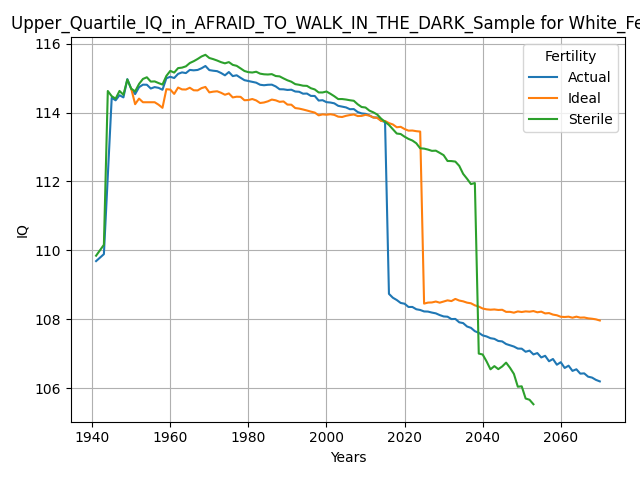 Upper_Quartile_IQ_in_AFRAID_TO_WALK_IN_THE_DARK_Sample for White_Fe
Fertility
Actual
Ideal
Sterile
116
114
112
110
108
106
IQ
1940 1960 1980 2000 2020 2040 2060
Years